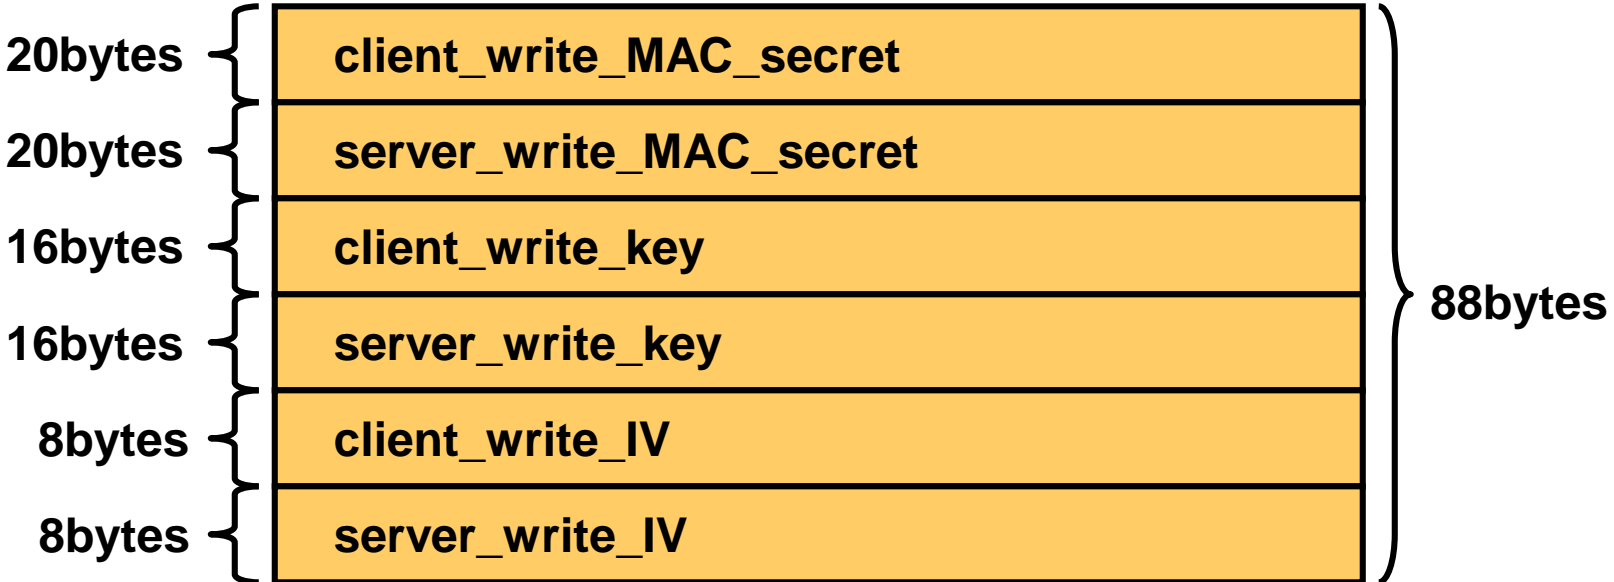 20bytes client_write_MAC_secret
20bytes server_write_MAC_secret
16bytes client_write_key
88bytes
16bytes server_write_key
8bytes client_write_IV
8bytes server_write_IV